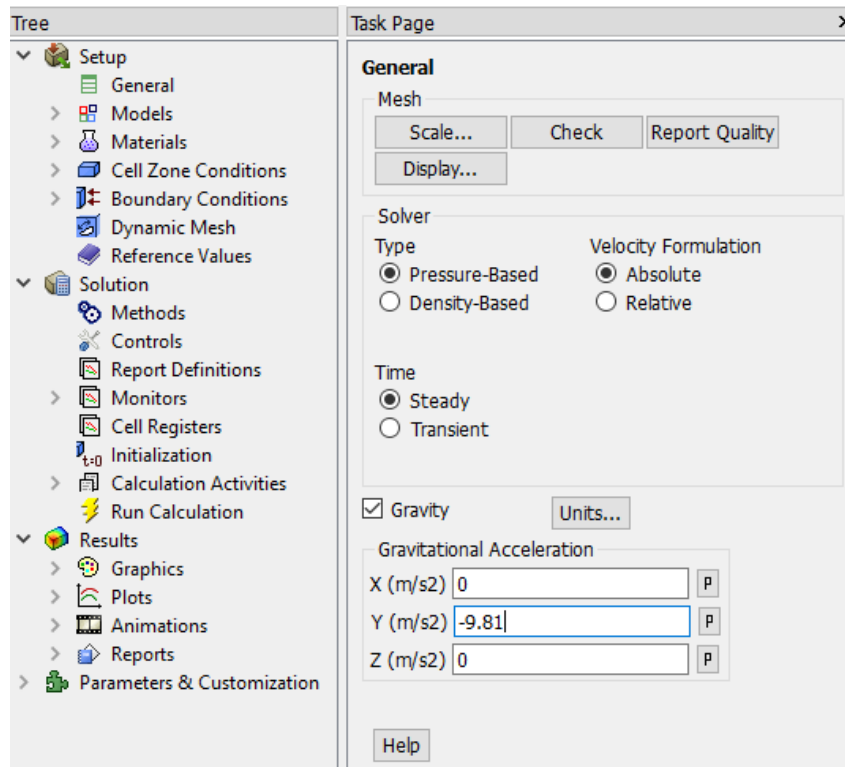 Tree
Setup
General
Models
Materials
Cell Zone Conditions
Boundary Conditions
Dynamic Mesh
Reference Values
Solution
Methods
Controls
Report Definitions
Monitors
Cell Registers
t=0 Initialization
Calculation Activities
Run Calculation
Results
Graphics
Plots
Animations
Reports
Parameters & Customization
Task Page
General
Mesh
Scale... Check Report Quality
Display...
Solver
Type Velocity Formulation
Pressure-Based Absolute
Density-Based Relative
Time
Steady
Transient
Gravity Units...
Gravitational Acceleration
X (m/s2) 0 P
Y (m/s2) -9.81 P
Z (m/s2) 0 P
Help